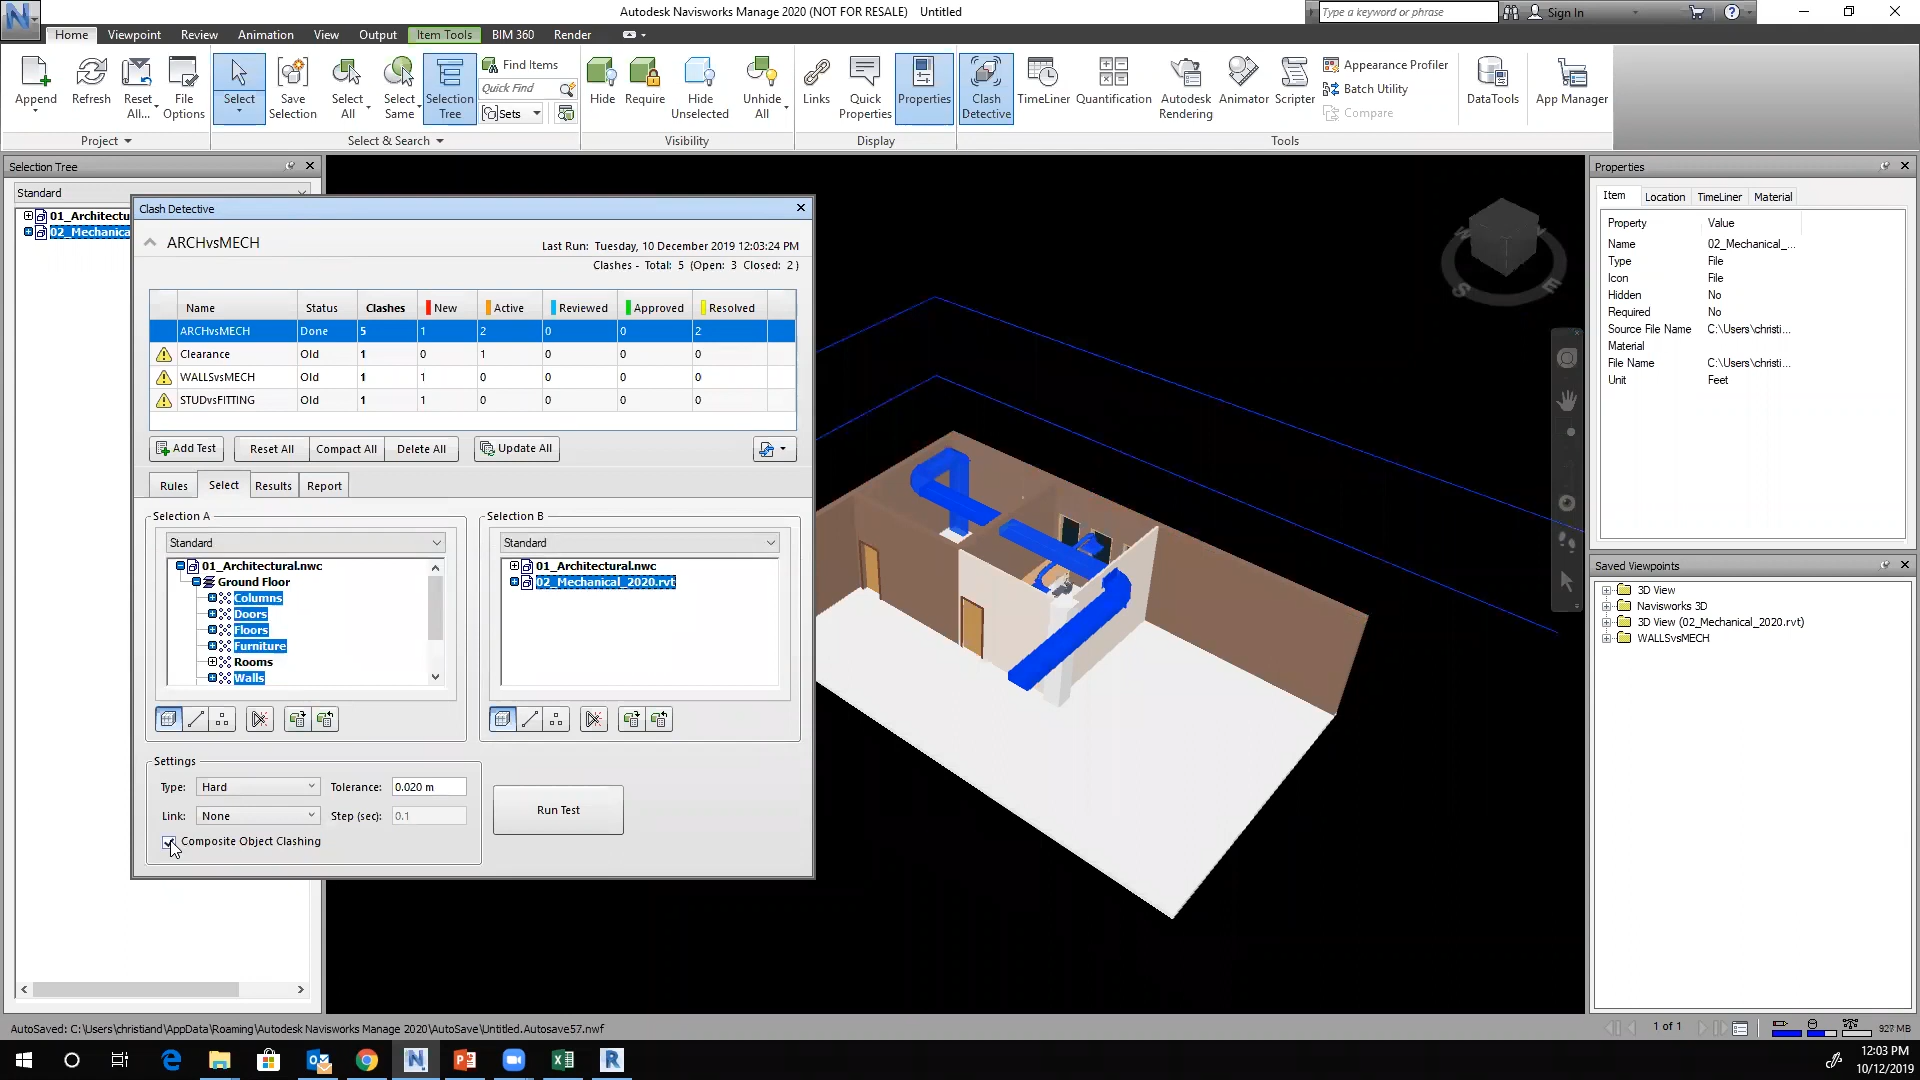 Autodesk Navisworks Manage 2020 (NOT FOR RESALE) Untitled
Type a keyword or phrase
Sign In
Home Viewpoint Review Animation View Output Item Tools BIM 360 Render
Append Refresh Reset All... File Options Select Save Selection Select All Select Same Selection Tree
Find Items
Quick Find
Sets
Hide Require Hide Unselected Unhide All Links Quick Properties Properties Clash Detective TimeLiner Quantification Autodesk Rendering Animator Scripter
Appearance Profiler
Batch Utility
Compare
DataTools App Manager
Project Select & Search Visibility Display Tools
Selection Tree
Standard
01_Architectu
02_Mechanica
Clash Detective
ARCHvsMECH
Last Run: Tuesday, 10 December 2019 12:03:24 PM
Clashes - Total: 5 (Open: 3 Closed: 2)
Name Status Clashes New Active Reviewed Approved Resolved
ARCHvsMECH Done 5 1 2 0 0 2
Clearance Old 1 0 1 0 0 0
WALLSvsMECH Old 1 1 0 0 0 0
STUDvsFITTING Old 1 1 0 0 0 0
Add Test Reset All Compact All Delete All Update All
Rules Select Results Report
Selection A
Standard
01_Architectural.nwc
Ground Floor
Columns
Doors
Floors
Furniture
Rooms
Walls
Selection B
Standard
01_Architectural.nwc
02_Mechanical_2020.rvt
Settings
Type: Hard Tolerance: 0.020 m
Link: None Step (sec): 0.1
Composite Object Clashing
Run Test
W S E
Properties
Item Location TimeLiner Material
Property Value
Name 02_Mechanical_...
Type File
Icon File
Hidden No
Required No
Source File Name C:\Users\christi...
Material
File Name C:\Users\christi...
Unit Feet
Saved Viewpoints
3D View
Navisworks 3D
3D View (02_Mechanical_2020.rvt)
WALLSvsMECH
AutoSaved: C:\Users\christiand\AppData\Roaming\Autodesk Navisworks Manage 2020\AutoSave\Untitled.Autosave57.nwf
1 of 1
927 MB
12:03 PM
10/12/2019